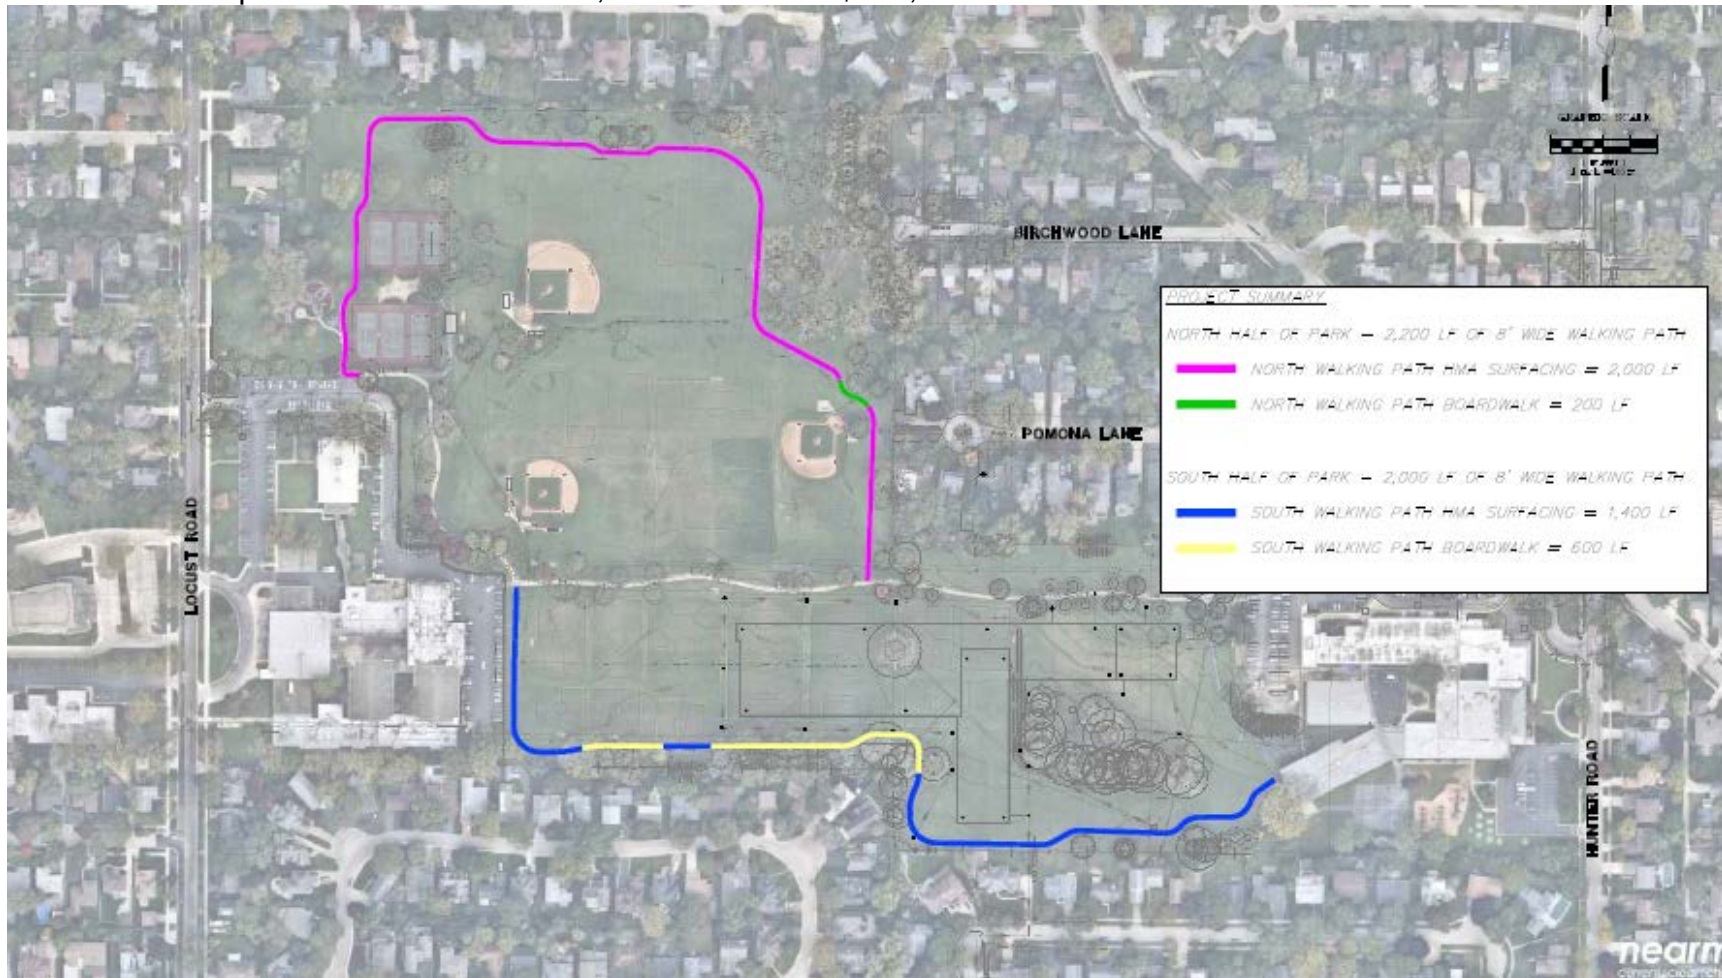 GRAPHIC SCALE
BIRCHWOOD LANE
PROJECT SUMMARY
NORTH HALF OF PARK – 2,200 LF OF 8' WIDE WALKING PATH
NORTH WALKING PATH HMA SURFACING = 2,000 LF
NORTH WALKING PATH BOARDWALK = 200 LF
POMONA LANE
SOUTH HALF OF PARK – 2,000 LF OF 8' WIDE WALKING PATH
SOUTH WALKING PATH HMA SURFACING = 1,400 LF
SOUTH WALKING PATH BOARDWALK = 600 LF
LOCUST ROAD
HUNTER ROAD